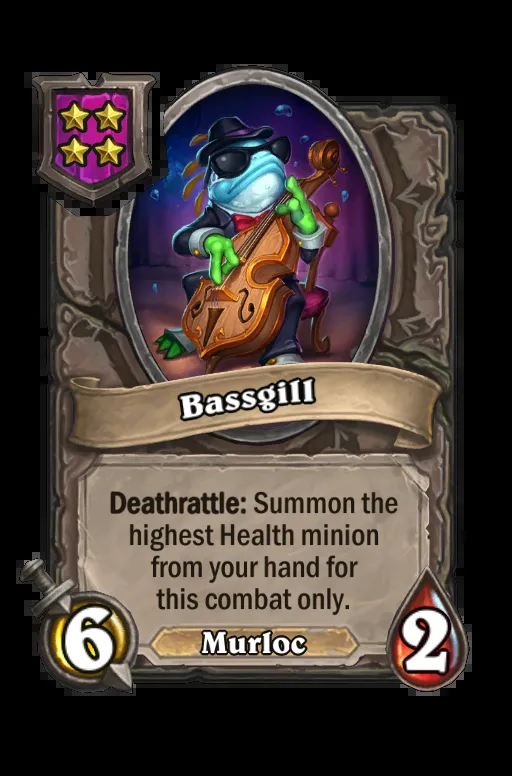 Bassgill
Deathrattle: Summon the
highest Health minion
from your hand for
this combat only.
6
Murloc
2